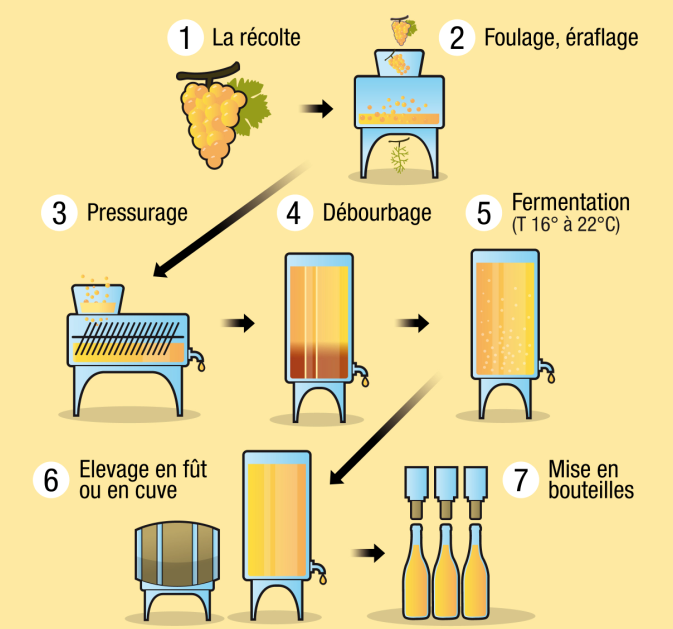 1 La récolte
2 Foulage, éraflage
3 Pressurage
4 Débourbage
5 Fermentation
(T 16° à 22°C)
6 Elevage en fût
ou en cuve
7 Mise en
bouteilles